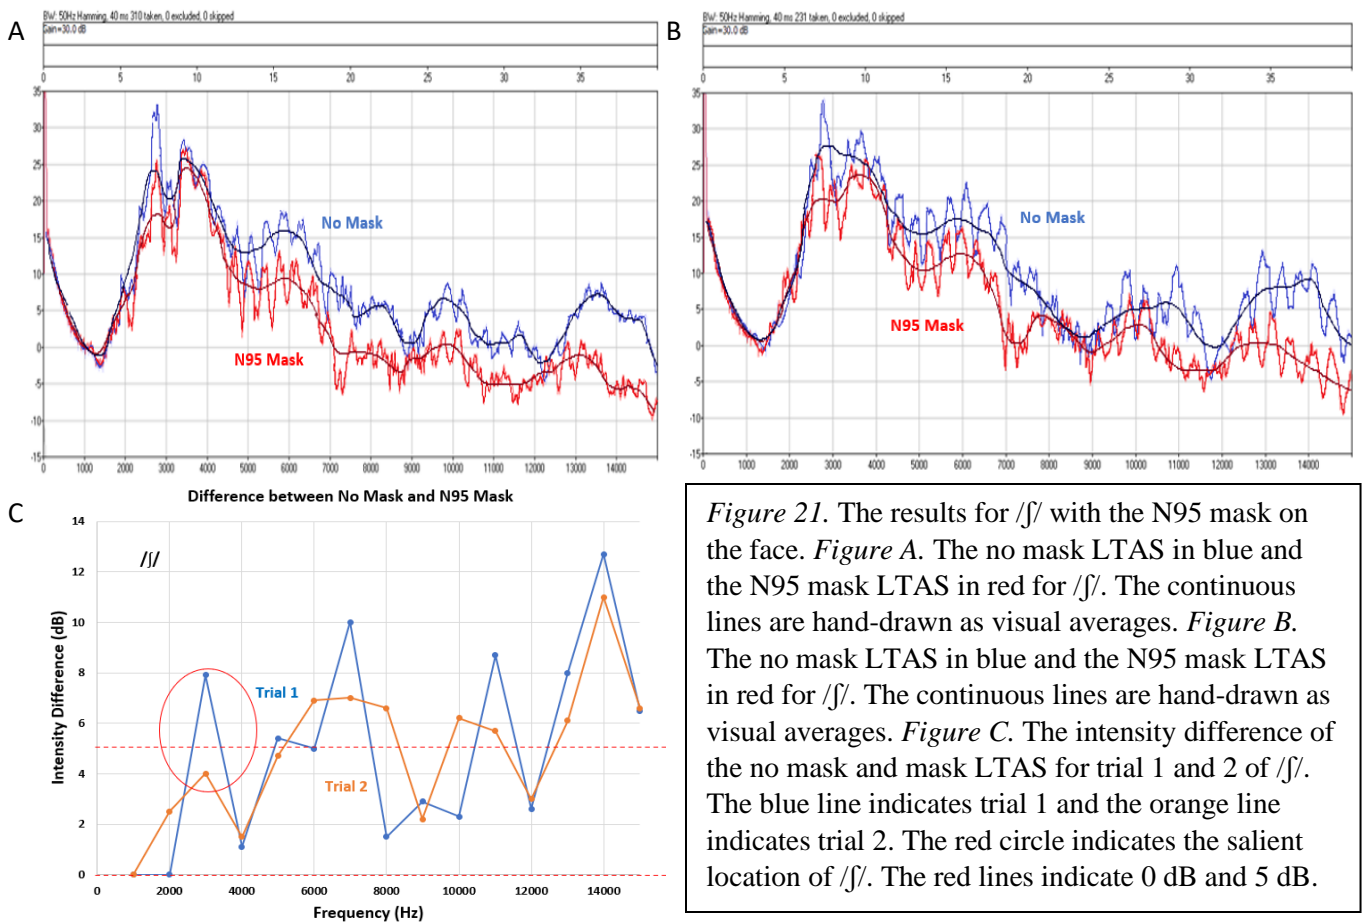 A
BW: 50Hz Hamming, 40 ms 310 taken, 0 excluded, 0 skipped
Gain=30.0 dB
0 5 10 15 20 25 30 35
35
30
25
20
15
10
5
0
-5
-10
-15
No Mask
N95 Mask
0 1000 2000 3000 4000 5000 6000 7000 8000 9000 10000 11000 12000 13000 14000
B
BW: 50Hz Hamming, 40 ms 231 taken, 0 excluded, 0 skipped
Gain=30.0 dB
0 5 10 15 20 25 30 35
35
30
25
20
15
10
5
0
-5
-10
-15
No Mask
N95 Mask
0 1000 2000 3000 4000 5000 6000 7000 8000 9000 10000 11000 12000 13000 14000
C
Difference between No Mask and N95 Mask
/ʃ/
Intensity Difference (dB)
14
12
10
8
6
4
2
0
Trial 1
Trial 2
0 2000 4000 6000 8000 10000 12000 14000
Frequency (Hz)
Figure 21. The results for /ʃ/ with the N95 mask on
the face. Figure A. The no mask LTAS in blue and
the N95 mask LTAS in red for /ʃ/. The continuous
lines are hand-drawn as visual averages. Figure B.
The no mask LTAS in blue and the N95 mask LTAS
in red for /ʃ/. The continuous lines are hand-drawn as
visual averages. Figure C. The intensity difference of
the no mask and mask LTAS for trial 1 and 2 of /ʃ/.
The blue line indicates trial 1 and the orange line
indicates trial 2. The red circle indicates the salient
location of /ʃ/. The red lines indicate 0 dB and 5 dB.